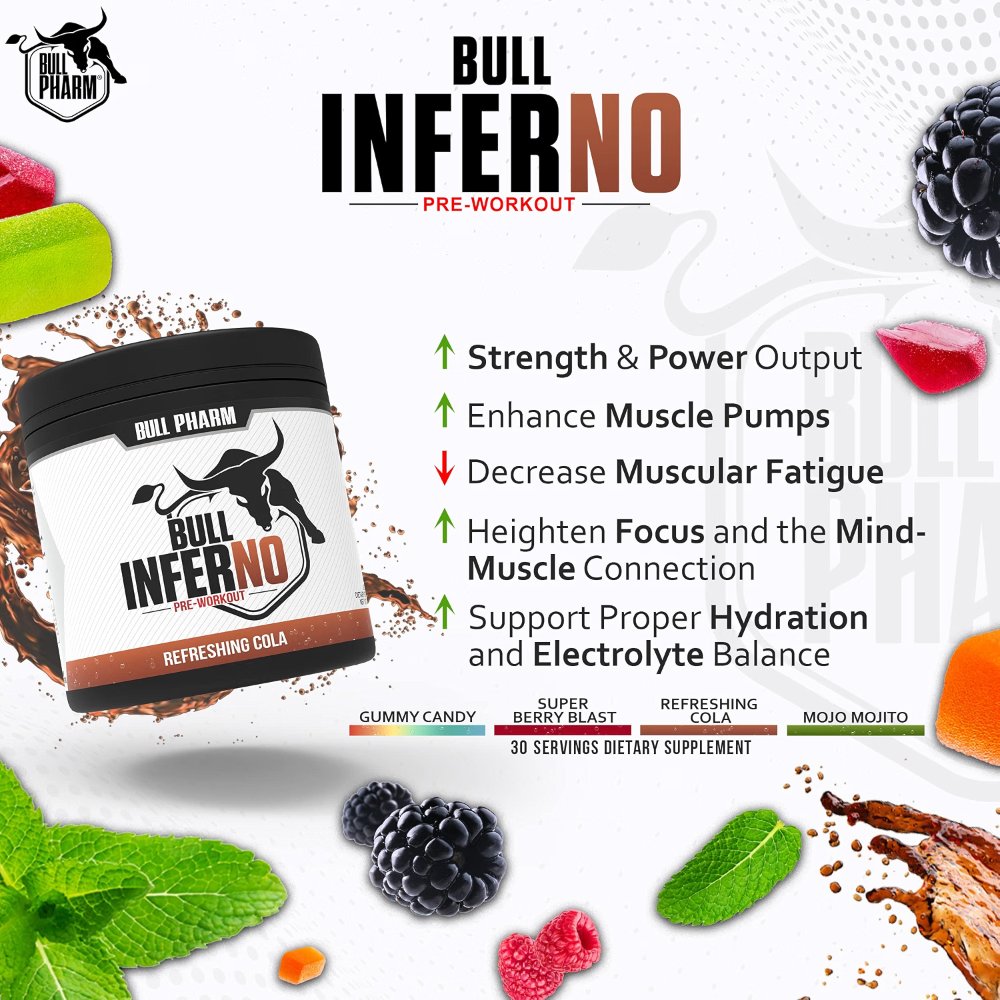 BULL
PHARM®
BULL
INFERNO
PRE-WORKOUT
↑ Strength & Power Output
↑ Enhance Muscle Pumps
↓ Decrease Muscular Fatigue
↑ Heighten Focus and the Mind-
Muscle Connection
↑ Support Proper Hydration
and Electrolyte Balance
BULL PHARM
BULL
INFERNO
PRE-WORKOUT
REFRESHING COLA
GUMMY CANDY
SUPER
BERRY BLAST
REFRESHING
COLA
MOJO MOJITO
30 SERVINGS DIETARY SUPPLEMENT
BULL
PHARM